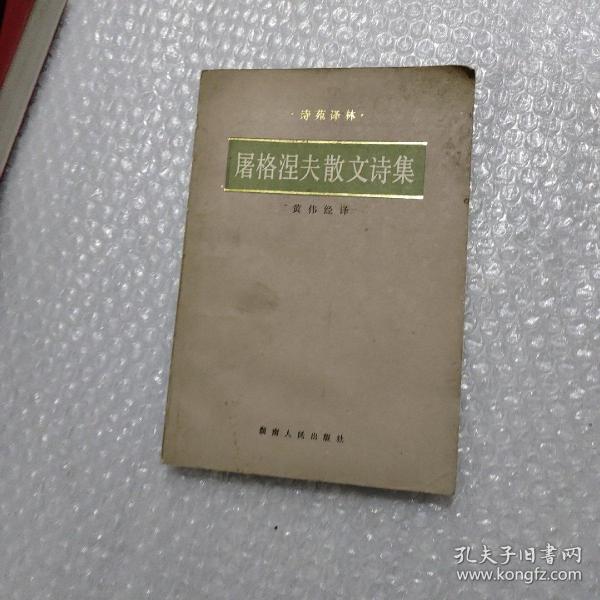 ·诗苑译林·
屠格涅夫散文诗集
黄伟经译
湖南人民出版社
孔夫子旧书网
www.kongfz.com